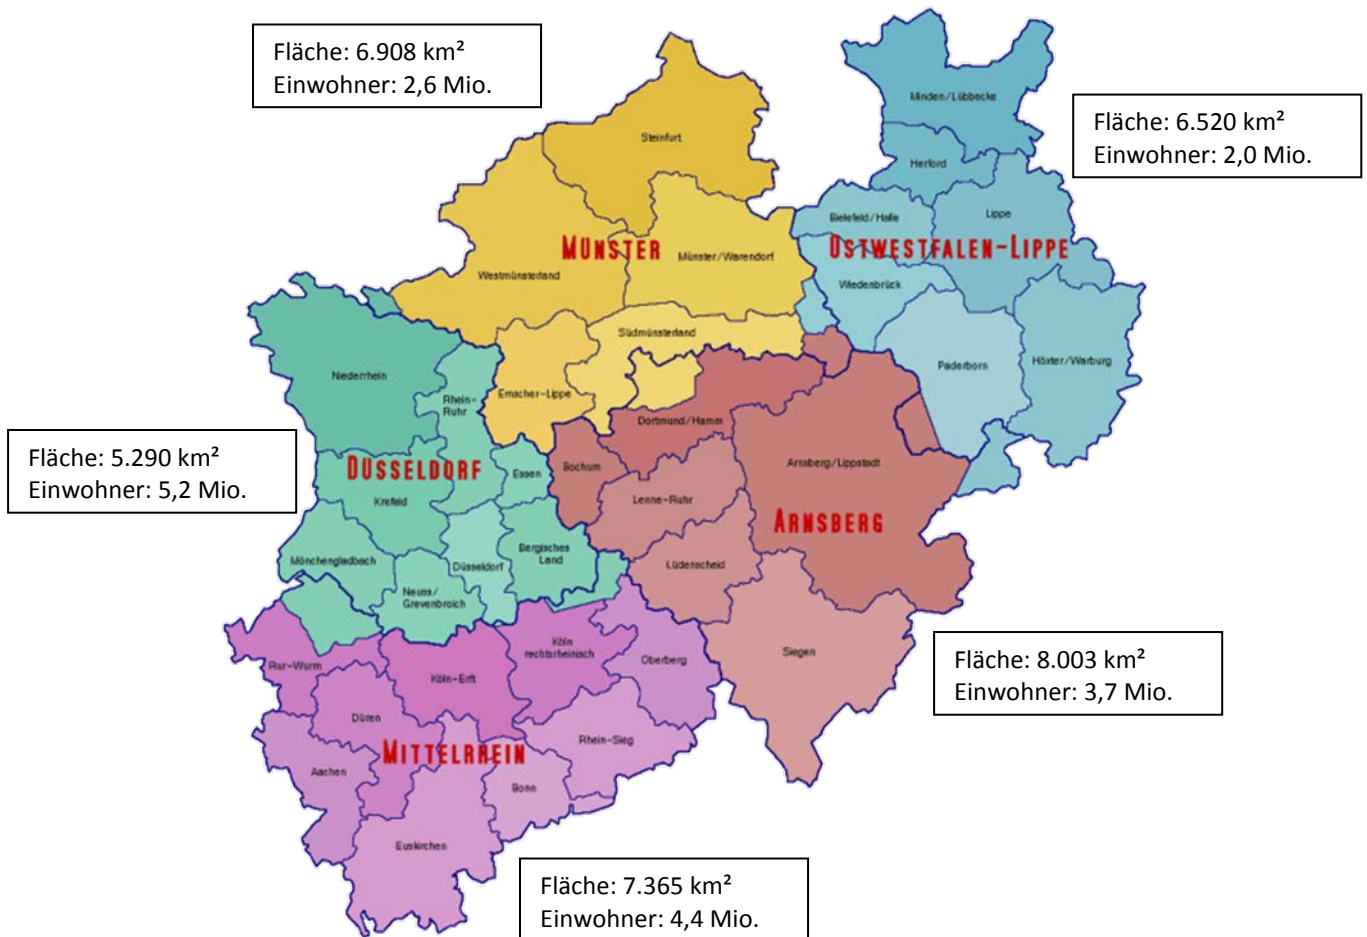 Fläche: 6.908 km²
Einwohner: 2,6 Mio.
Fläche: 6.520 km²
Einwohner: 2,0 Mio.
Fläche: 5.290 km²
Einwohner: 5,2 Mio.
Fläche: 8.003 km²
Einwohner: 3,7 Mio.
Fläche: 7.365 km²
Einwohner: 4,4 Mio.
MÜNSTER
Steinfurt
Westmünsterland
Münster/Warendorf
Südmünsterland
Emscher-Lippe
OSTWESTFALEN-LIPPE
Minden/Lübbecke
Herford
Bielefeld/Halle
Lippe
Wiedenbrück
Paderborn
Höxter/Warburg
DÜSSELDORF
Niederrhein
Rhein-
Ruhr
Essen
Krefeld
Mönchengladbach
Düsseldorf
Bergisches
Land
Neuss/
Grevenbroich
ARNSBERG
Dortmund/Hamm
Bochum
Arnsberg/Lippstadt
Lenne-Ruhr
Lüdenscheid
Siegen
MITTELRHEIN
Rur-Wurm
Köln-Erft
Köln
rechtsrheinisch
Oberberg
Düren
Rhein-Sieg
Aachen
Bonn
Euskirchen